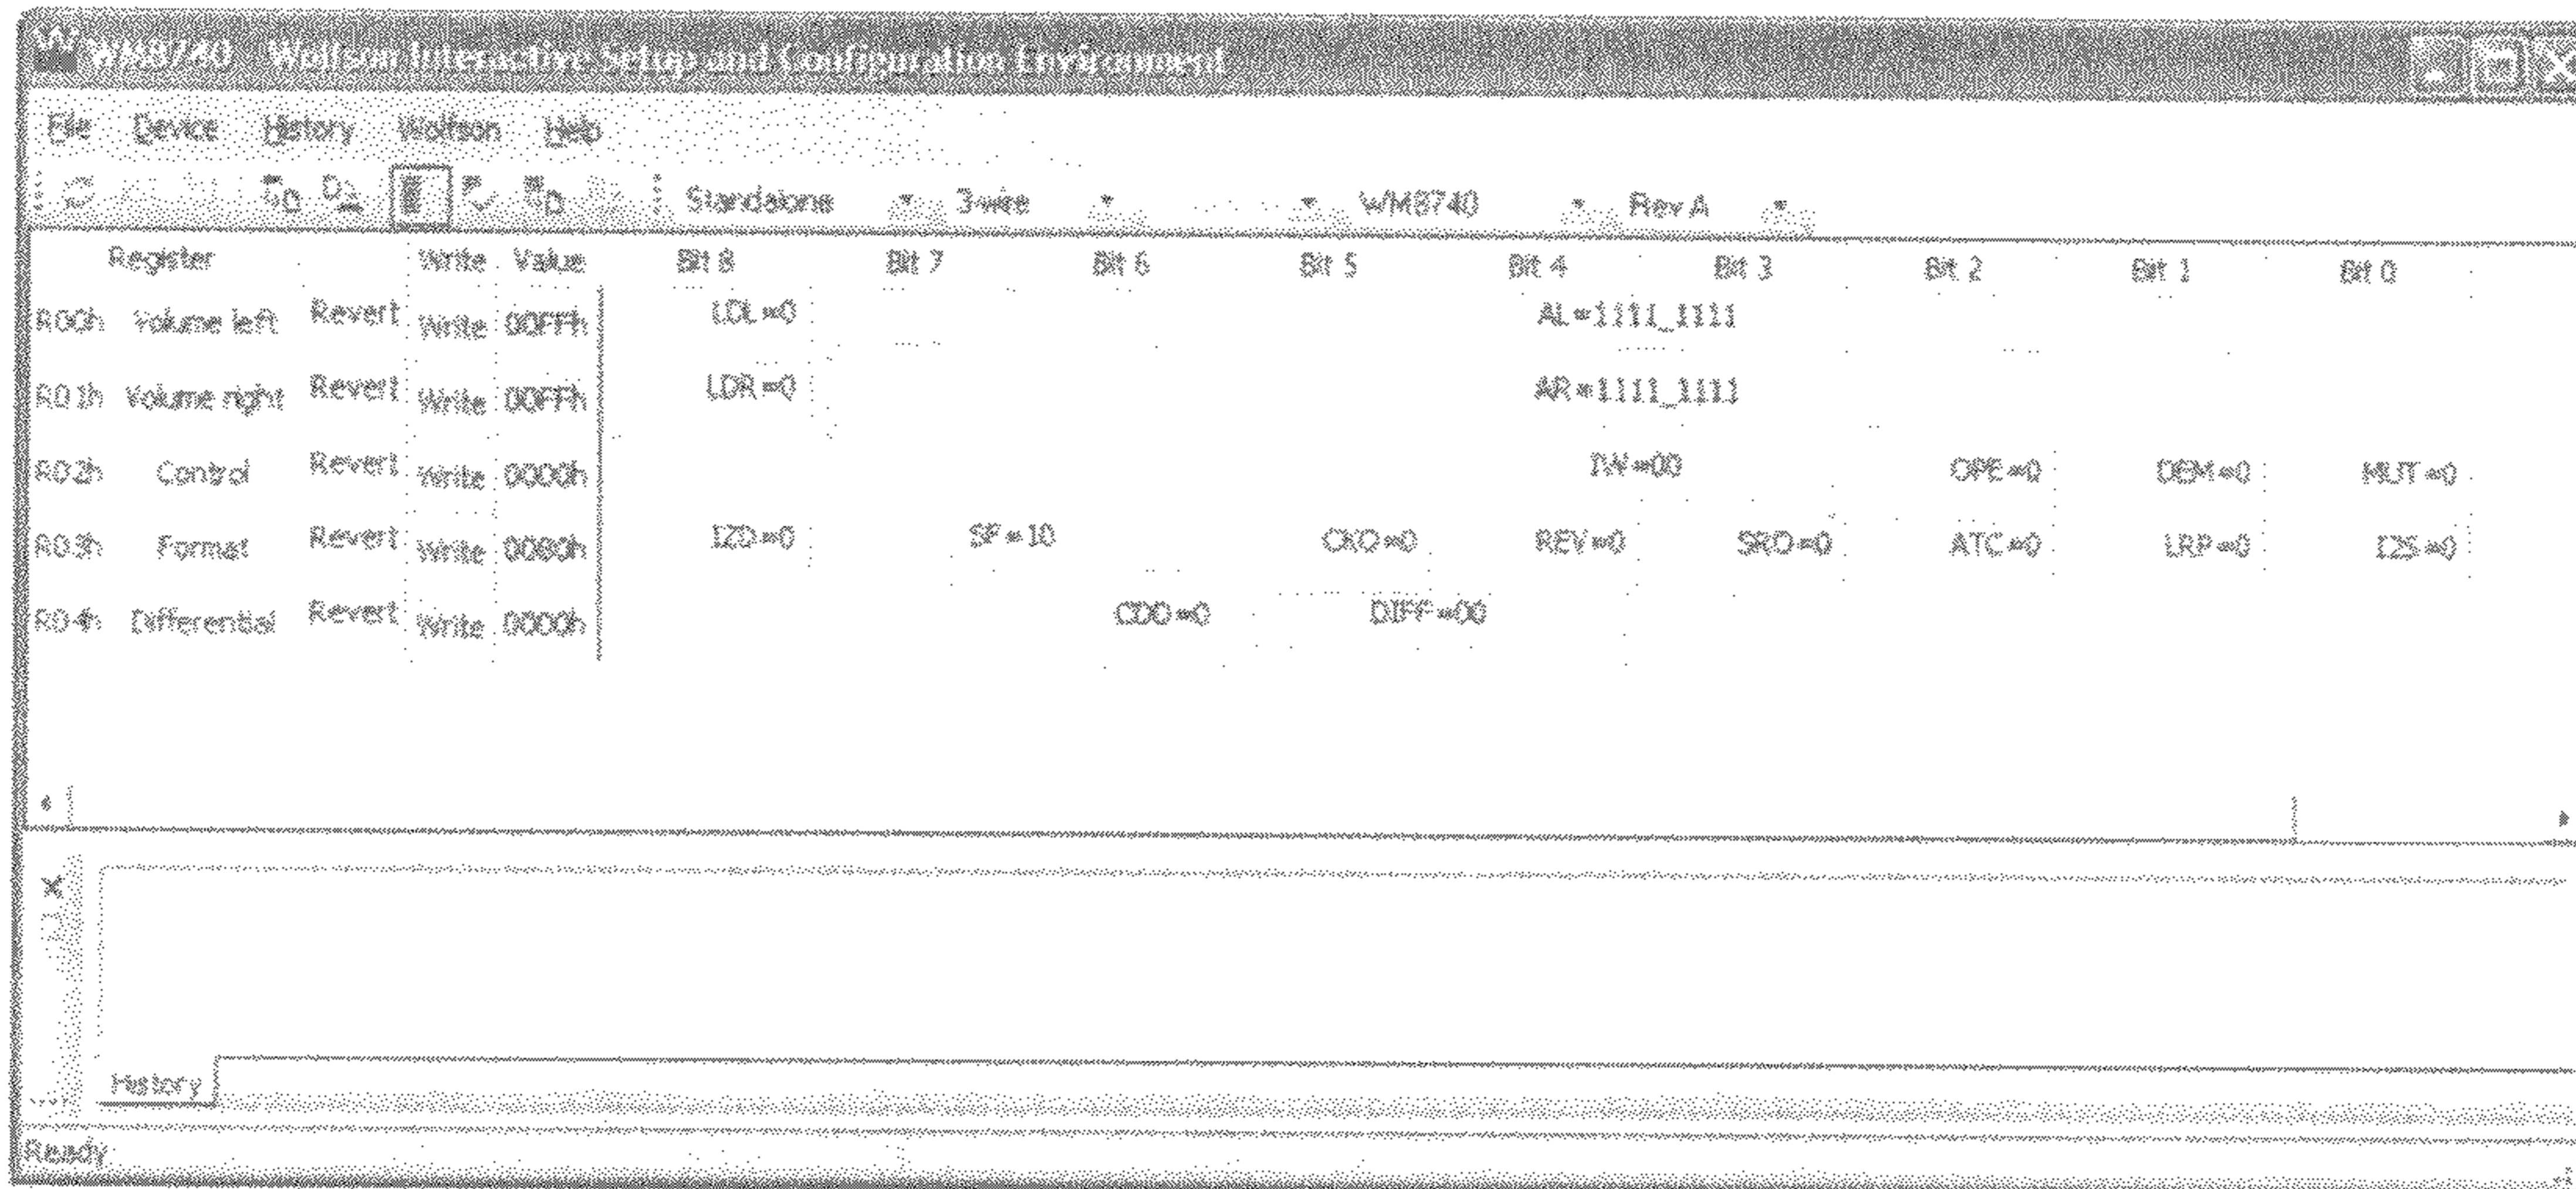 WM8740 Wolfson Interactive Setup and Configuration Environment
File Device History Wolfson Help
Standalone 3-wire WM8740 Rev A
Register Write Value Bit 8 Bit 7 Bit 6 Bit 5 Bit 4 Bit 3 Bit 2 Bit 1 Bit 0
R00h Volume left Revert Write 00FFh LDL=0 AL=1111_1111
R01h Volume right Revert Write 00FFh LDR=0 AR=1111_1111
R02h Control Revert Write 0000h IW=00 OPE=0 DEM=0 MUT=0
R03h Format Revert Write 0080h IZD=0 SF=10 CKO=0 REV=0 SRO=0 ATC=0 LRP=0 I2S=0
R04h Differential Revert Write 0000h CDD=0 DIFF=00
History
Ready